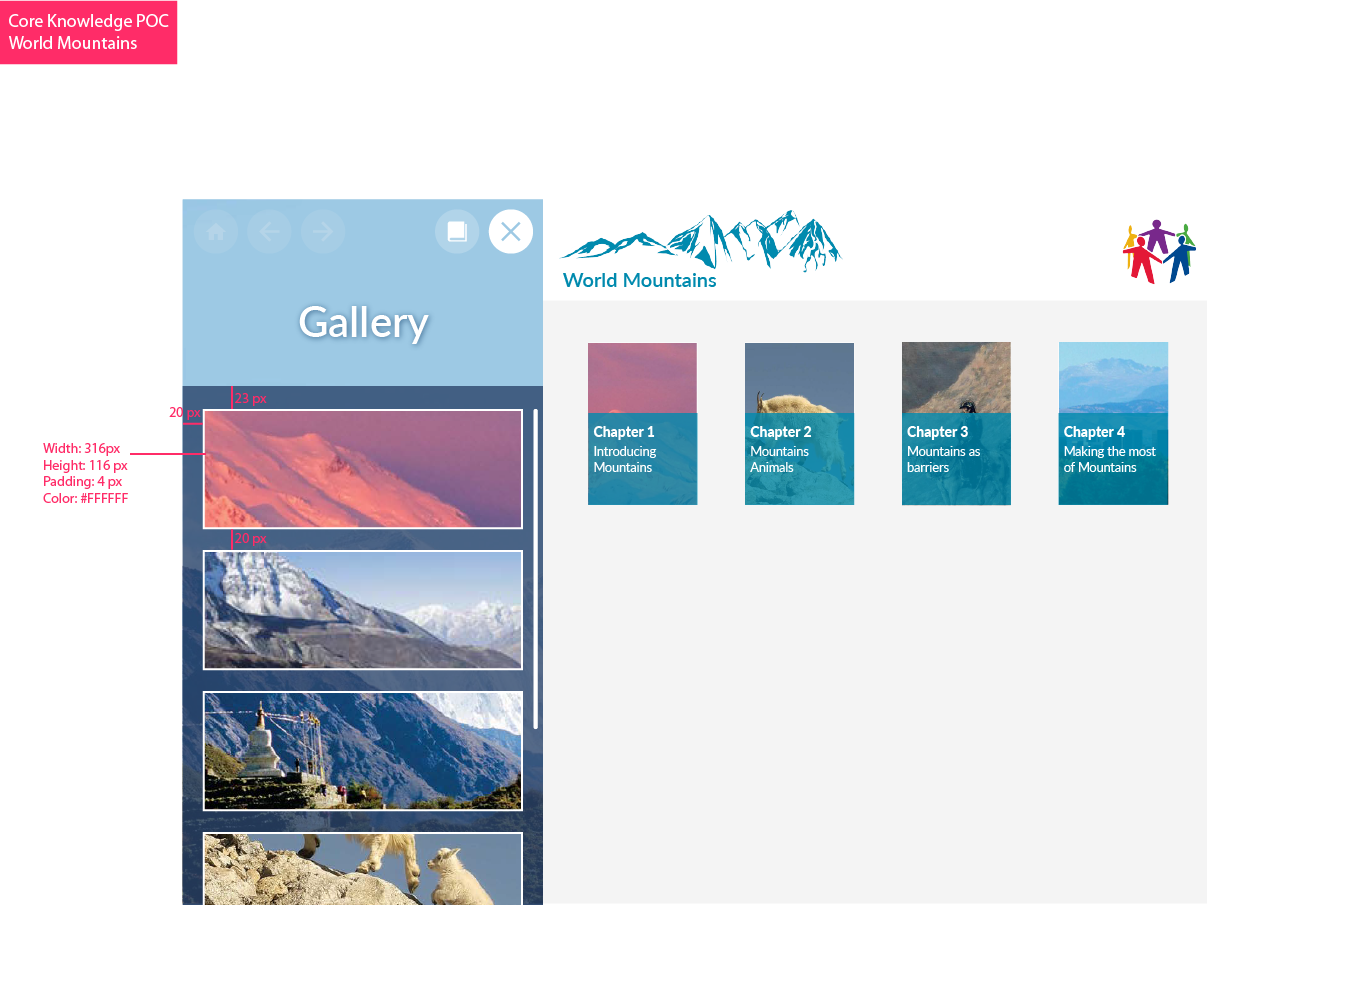 Core Knowledge POC
World Mountains
World Mountains
Gallery
23 px
20 px
Width: 316px
Height: 116 px
Padding: 4 px
Color: #FFFFFF
20 px
Chapter 1
Introducing
Mountains
Chapter 2
Mountains
Animals
Chapter 3
Mountains as
barriers
Chapter 4
Making the most
of Mountains